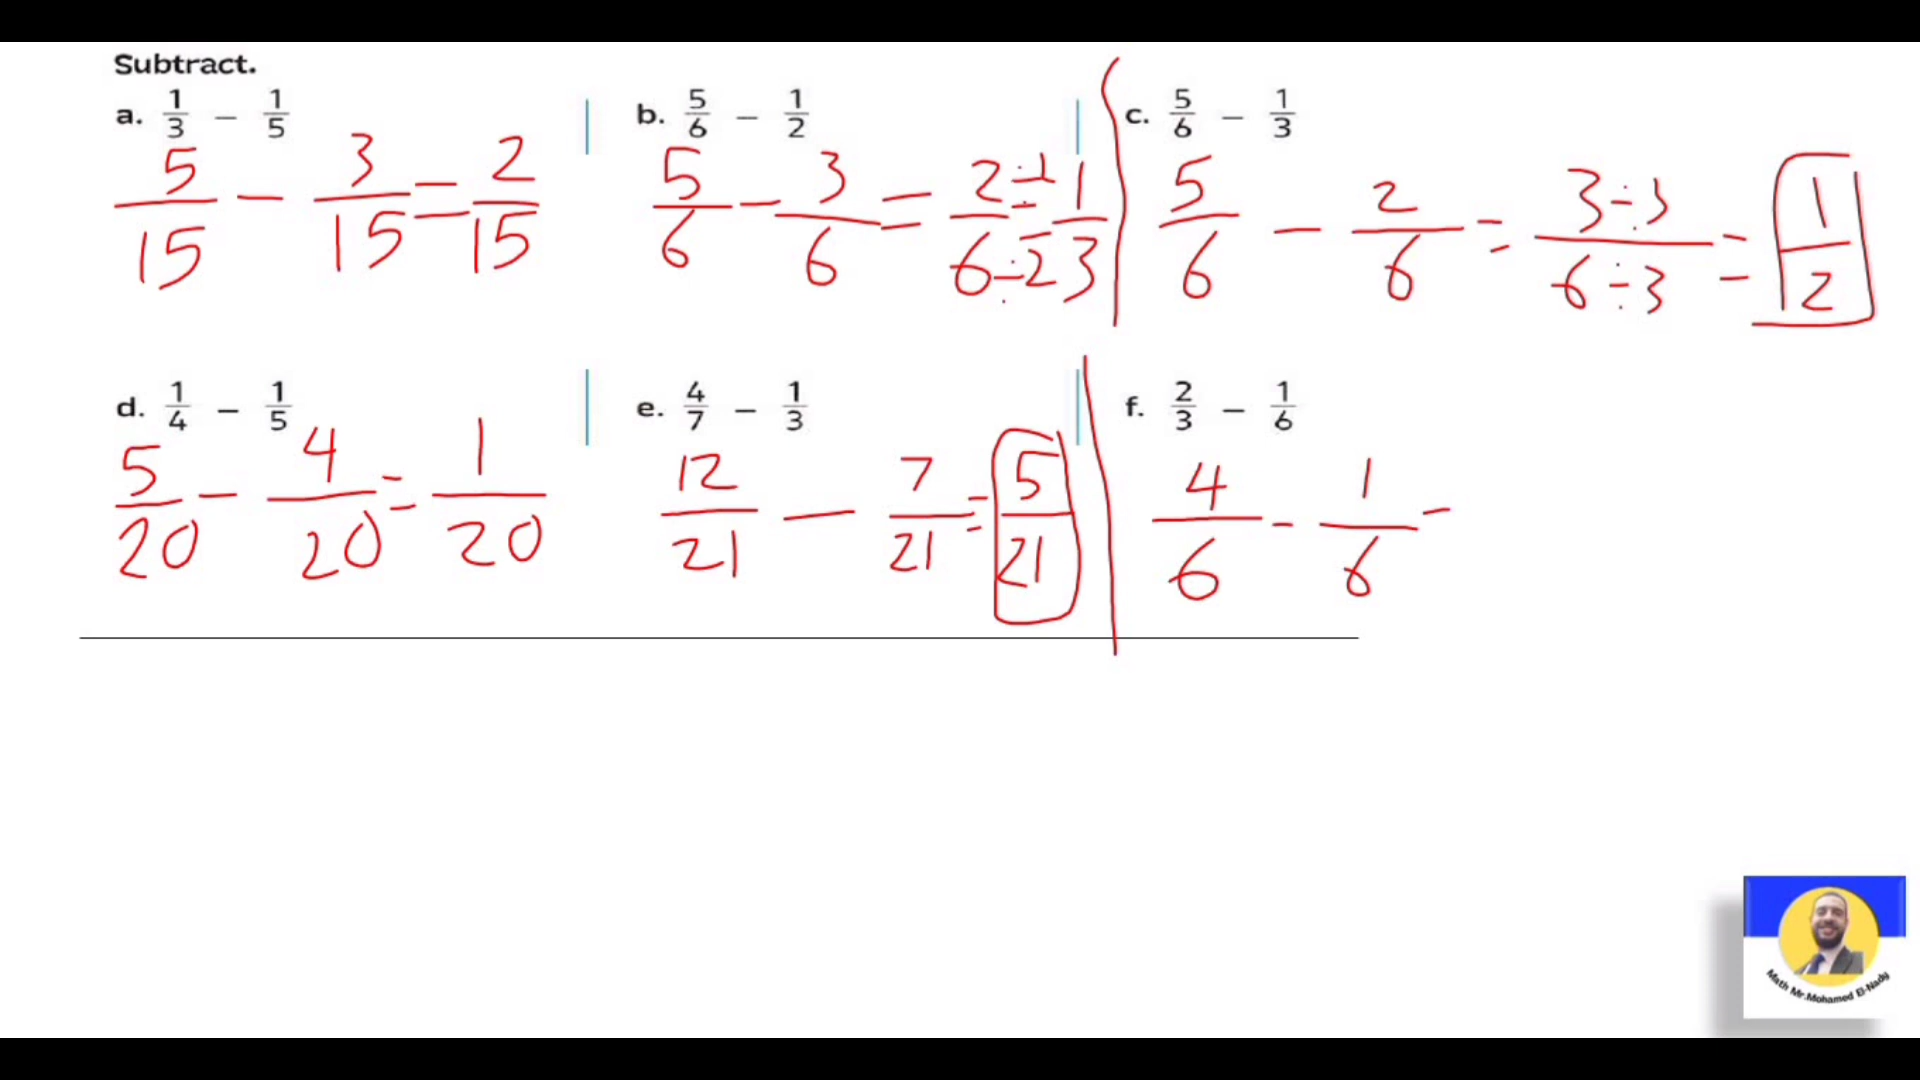 Subtract.
a. 1/3 − 1/5
5/15 − 3/15 = 2/15
b. 5/6 − 1/2
5/6 − 3/6 = 2÷2/6÷2 = 1/3
c. 5/6 − 1/3
5/6 − 2/6 = 3÷3/6÷3 = 1/2
d. 1/4 − 1/5
5/20 − 4/20 = 1/20
e. 4/7 − 1/3
12/21 − 7/21 = 5/21
f. 2/3 − 1/6
4/6 − 1/6 −
Math Mr.Mohamed El-Nady